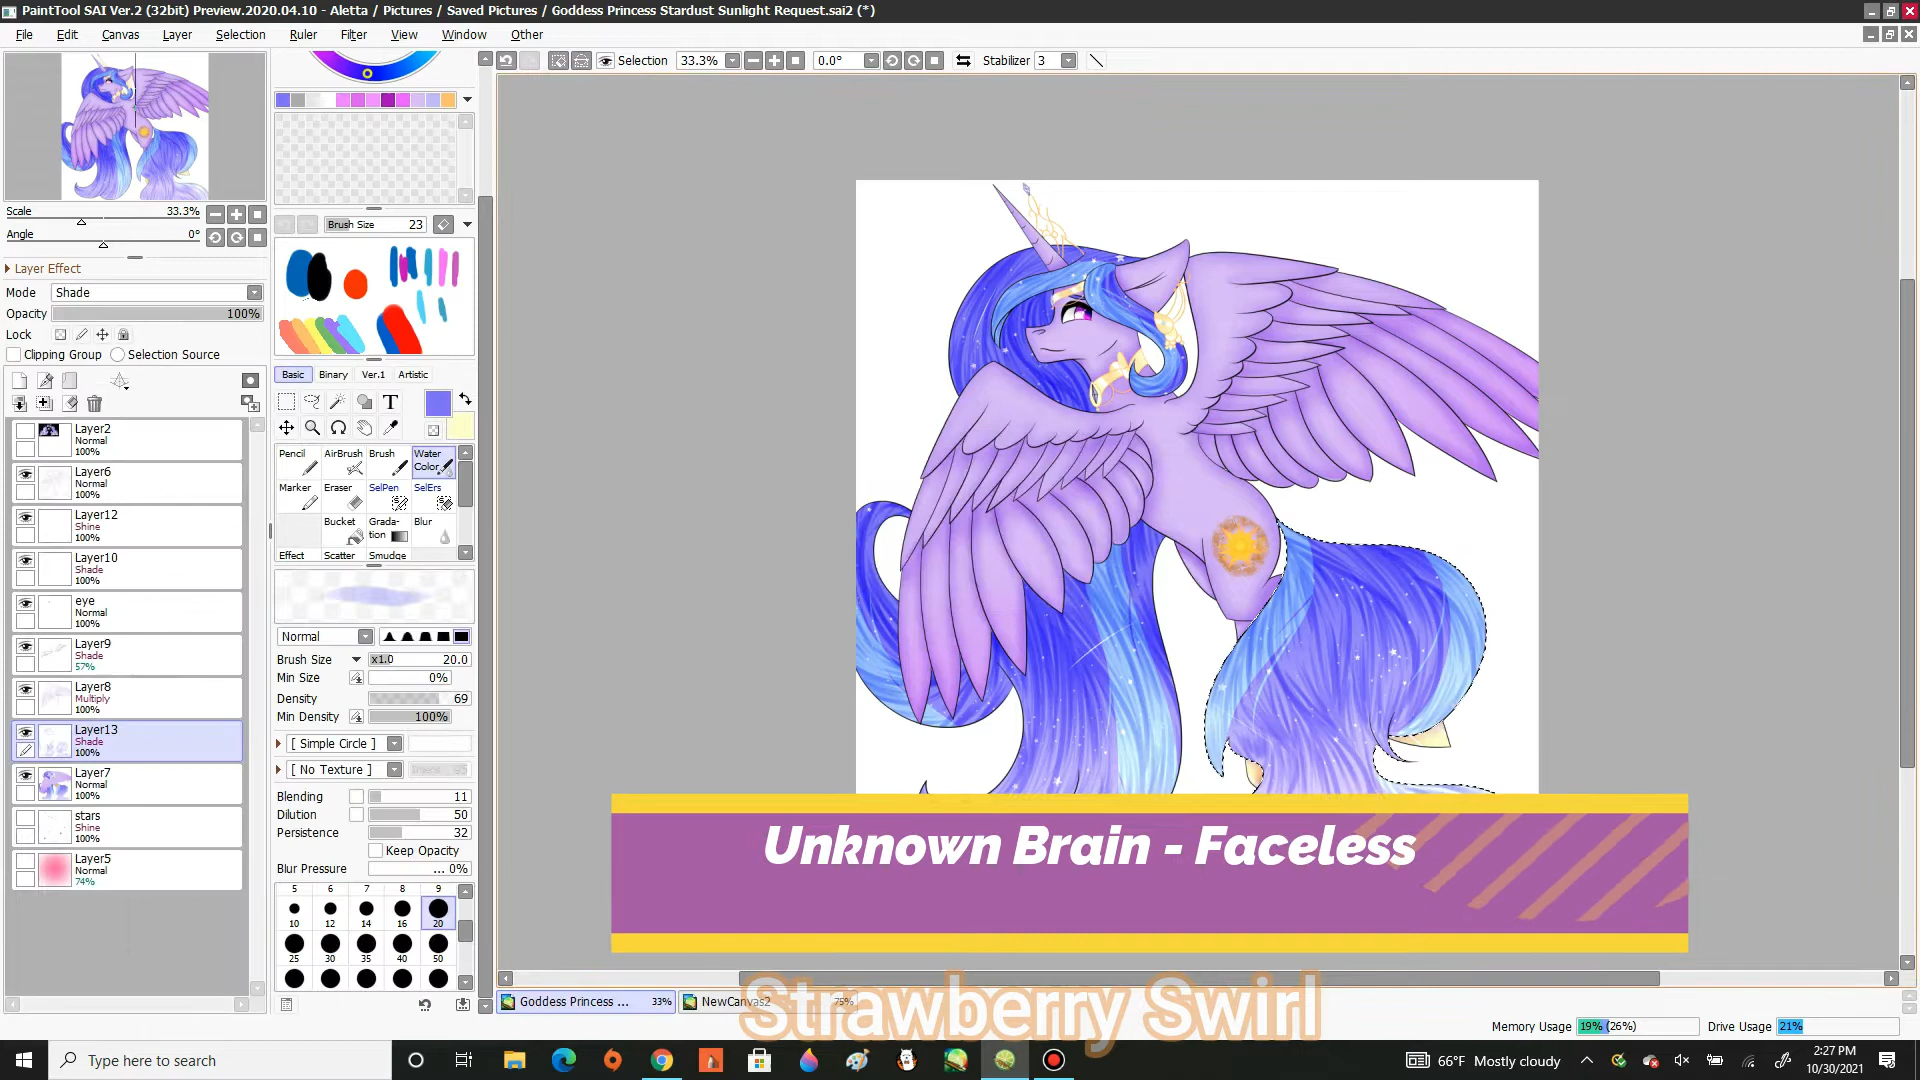 PaintTool SAI Ver.2 (32bit) Preview.2020.04.10 - Aletta / Pictures / Saved Pictures / Goddess Princess Stardust Sunlight Request.sai2 (*)
File Edit Canvas Layer Selection Ruler Filter View Window Other
Selection 33.3% 0.0° Stabilizer 3
Scale 33.3%
Angle 0°
Layer Effect
Mode Shade
Opacity 100%
Lock
Clipping Group Selection Source
Layer2
Normal
100%
Layer6
Normal
100%
Layer12
Shine
100%
Layer10
Shade
100%
eye
Normal
100%
Layer9
Shade
57%
Layer8
Multiply
100%
Layer13
Shade
100%
Layer7
Normal
100%
stars
Shine
100%
Layer5
Normal
74%
Brush Size 23
Basic Binary Ver.1 Artistic
T
Pencil AirBrush Brush Water Color
Marker Eraser SelPen SelErs
Bucket Grada-tion Blur
Effect Scatter Smudge
Normal
Brush Size x1.0 20.0
Min Size 0%
Density 69
Min Density 100%
[ Simple Circle ]
[ No Texture ]
Blending 11
Dilution 50
Persistence 32
Keep Opacity
Blur Pressure ... 0%
5 6 7 8 9
10 12 14 16 20
25 30 35 40 50
Unknown Brain - Faceless
Strawberry Swirl
Goddess Princess ... 33% NewCanvas2 75%
Memory Usage 19% (26%) Drive Usage 21%
Type here to search
66°F Mostly cloudy
2:27 PM
10/30/2021